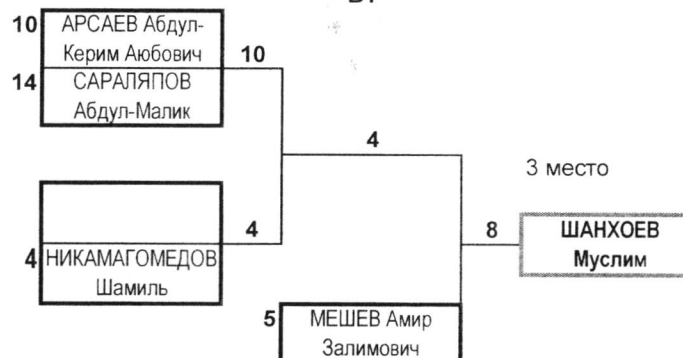 10 АРСАЕВ Абдул-
Керим Аюбович
10
14 САРАЛЯПОВ
Абдул-Малик
4
3 место
4
4 НИКАМАГОМЕДОВ
Шамиль
8
ШАНХОЕВ
Муслим
5 МЕШЕВ Амир
Залимович